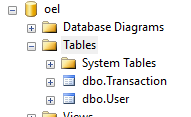 oel
Database Diagrams
Tables
System Tables
dbo.Transaction
dbo.User
Views